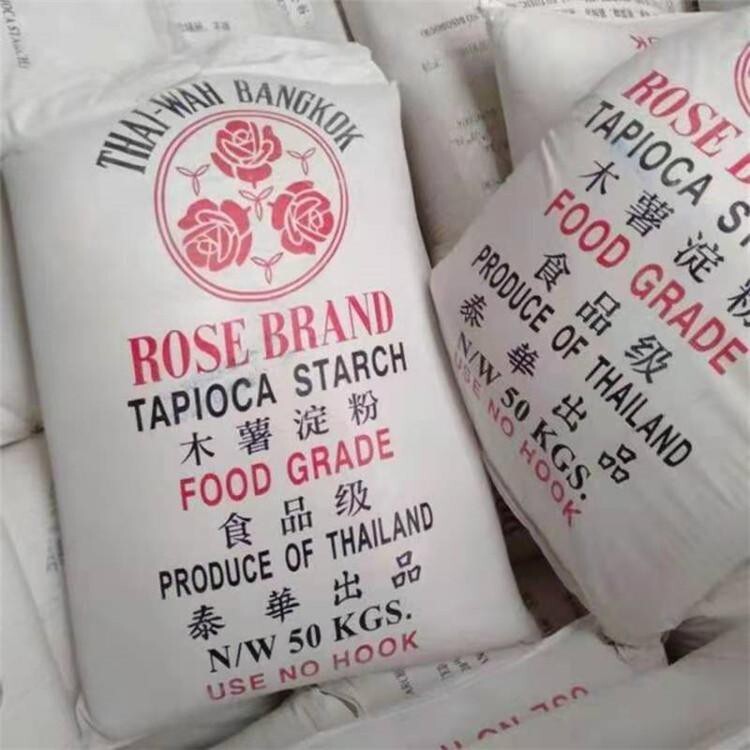 THAI-WAH BANGKOK
ROSE BRAND
TAPIOCA STARCH
木薯淀粉
FOOD GRADE
食品级
PRODUCE OF THAILAND
泰華出品
N/W 50 KGS.
USE NO HOOK
ROSE B
TAPIOCA STA
木薯淀粉
FOOD GRADE
食品级
PRODUCE OF THAILAND
泰華出品
N/W 50 KGS.
USE NO HOOK